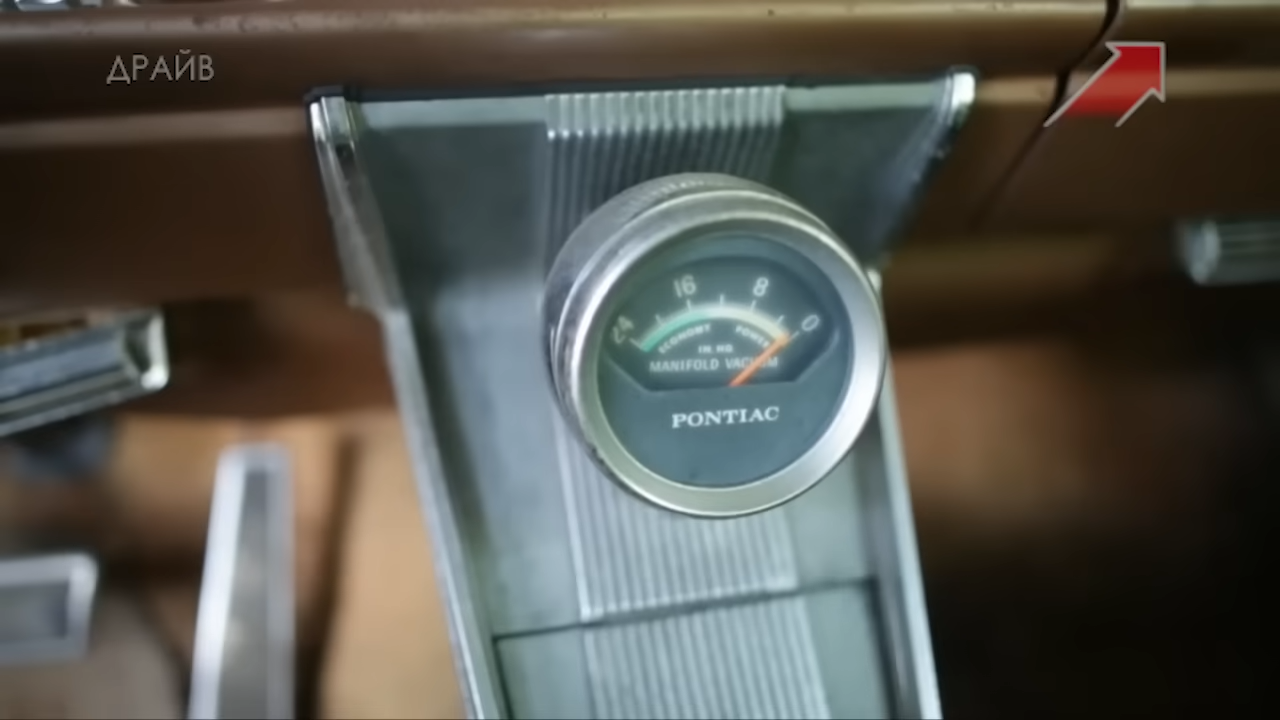 ДРАЙВ
24 16 8 0
ECONOMY POWER
IN. HG.
MANIFOLD VACUUM
PONTIAC